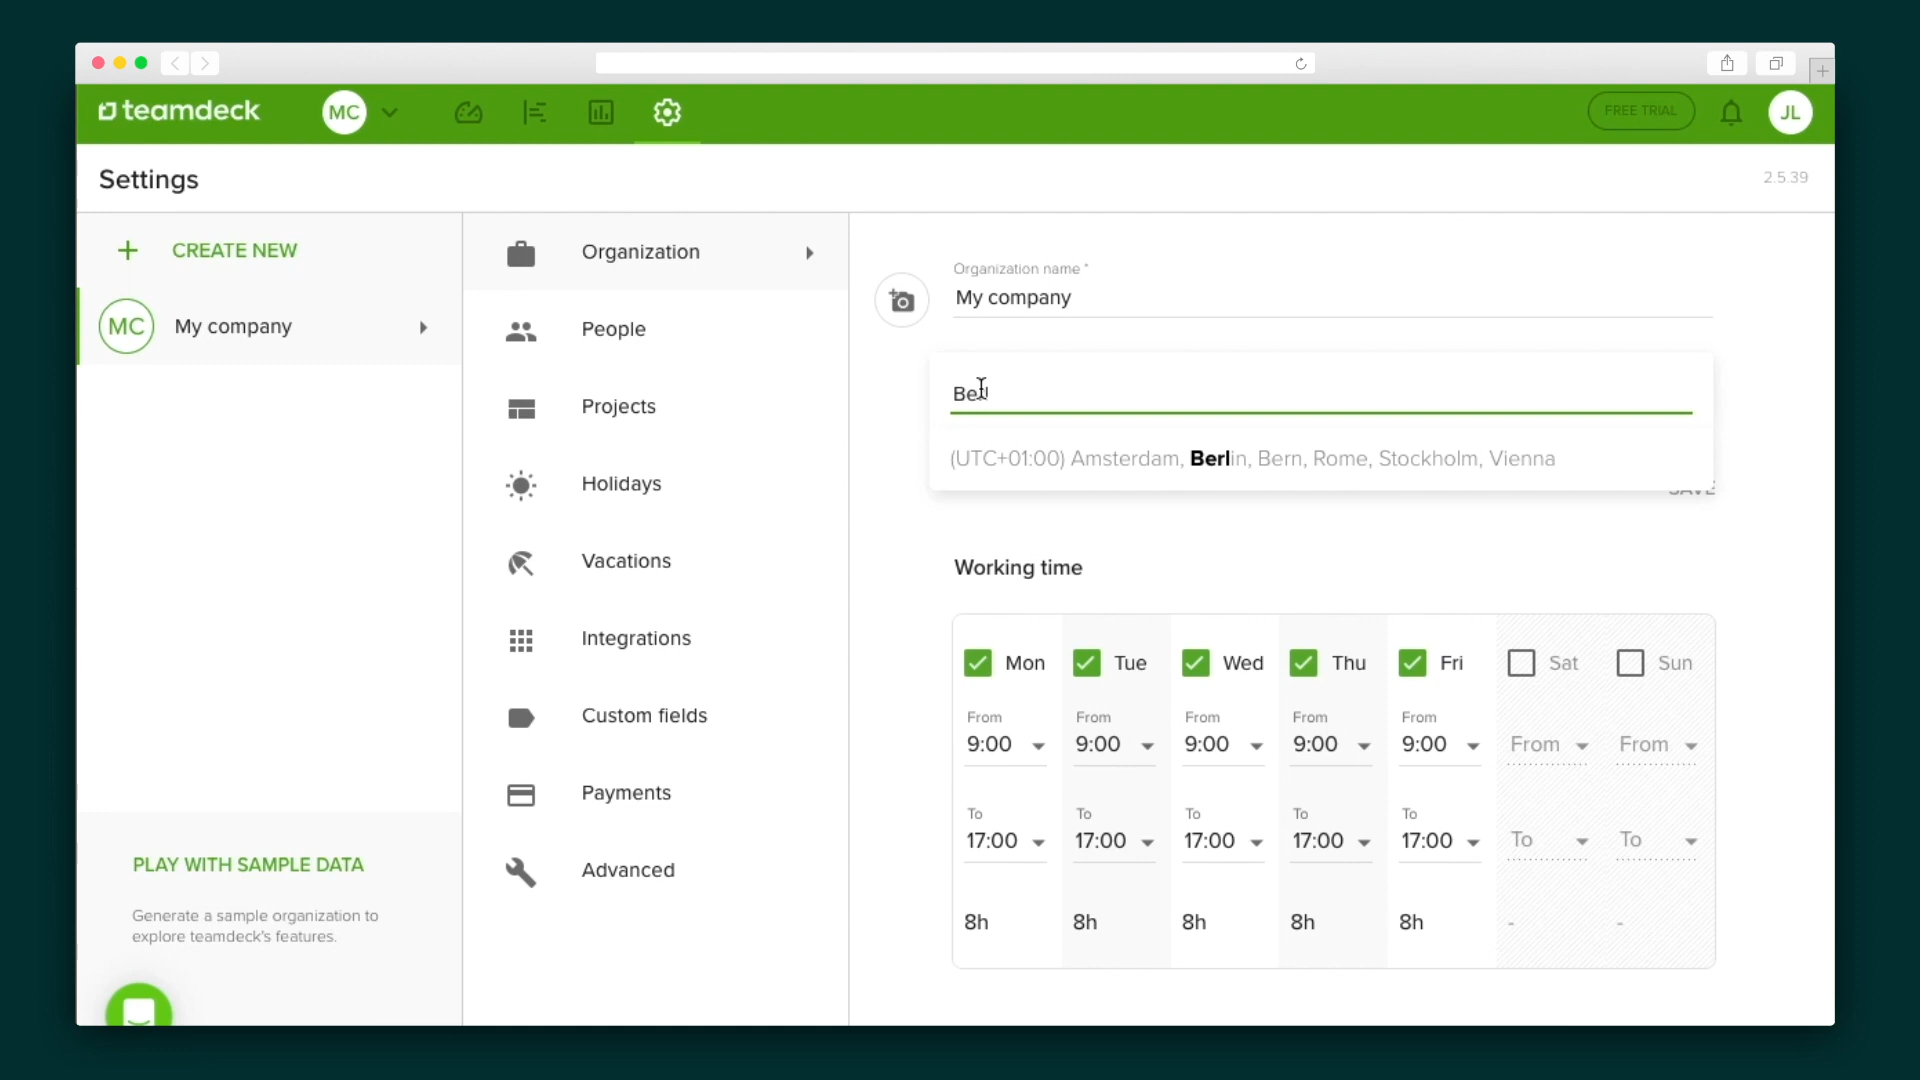 teamdeck
MC
FREE TRIAL
JL
Settings
2.5.39
CREATE NEW
MC
My company
PLAY WITH SAMPLE DATA
Generate a sample organization to
explore teamdeck's features.
Organization
People
Projects
Holidays
Vacations
Integrations
Custom fields
Payments
Advanced
Organization name *
My company
Berl
(UTC+01:00) Amsterdam, Berlin, Bern, Rome, Stockholm, Vienna
SAVE
Working time
Mon Tue Wed Thu Fri Sat Sun
From From From From From
9:00 9:00 9:00 9:00 9:00 From From
To To To To To
17:00 17:00 17:00 17:00 17:00 To To
8h 8h 8h 8h 8h - -